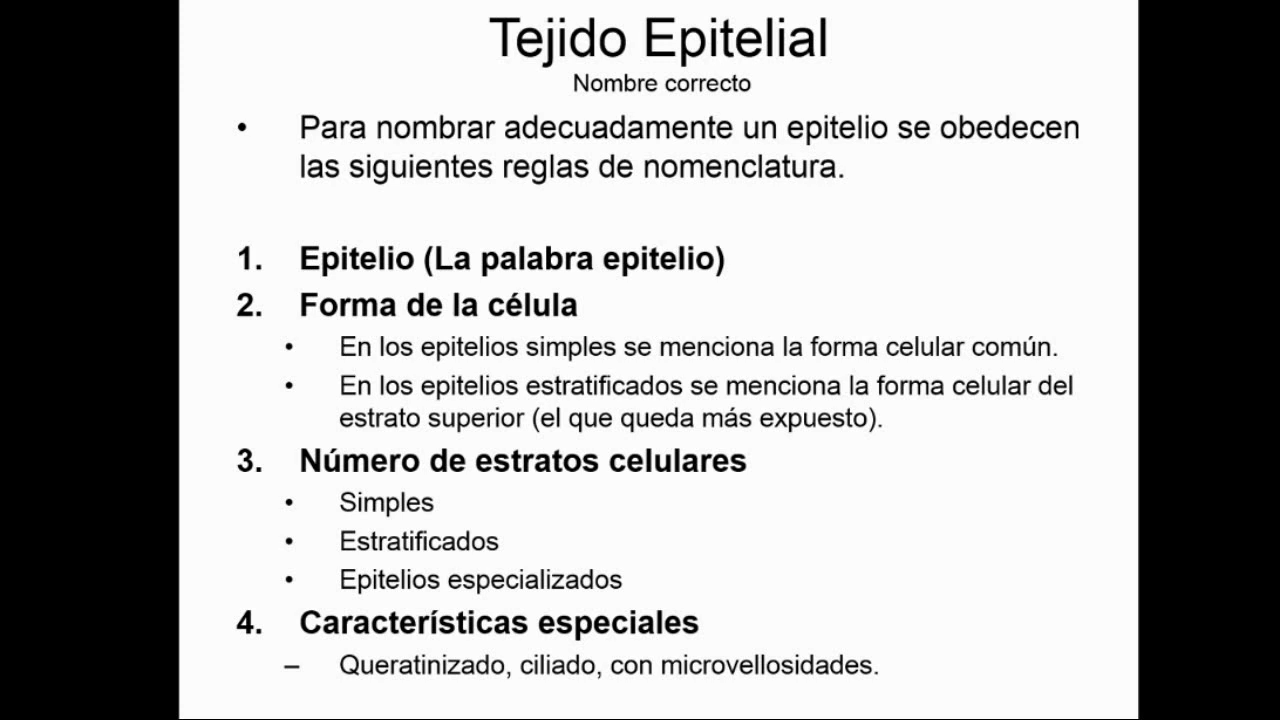 Tejido Epitelial
Nombre correcto
• Para nombrar adecuadamente un epitelio se obedecen
las siguientes reglas de nomenclatura.
1. Epitelio (La palabra epitelio)
2. Forma de la célula
• En los epitelios simples se menciona la forma celular común.
• En los epitelios estratificados se menciona la forma celular del
estrato superior (el que queda más expuesto).
3. Número de estratos celulares
• Simples
• Estratificados
• Epitelios especializados
4. Características especiales
– Queratinizado, ciliado, con microvellosidades.